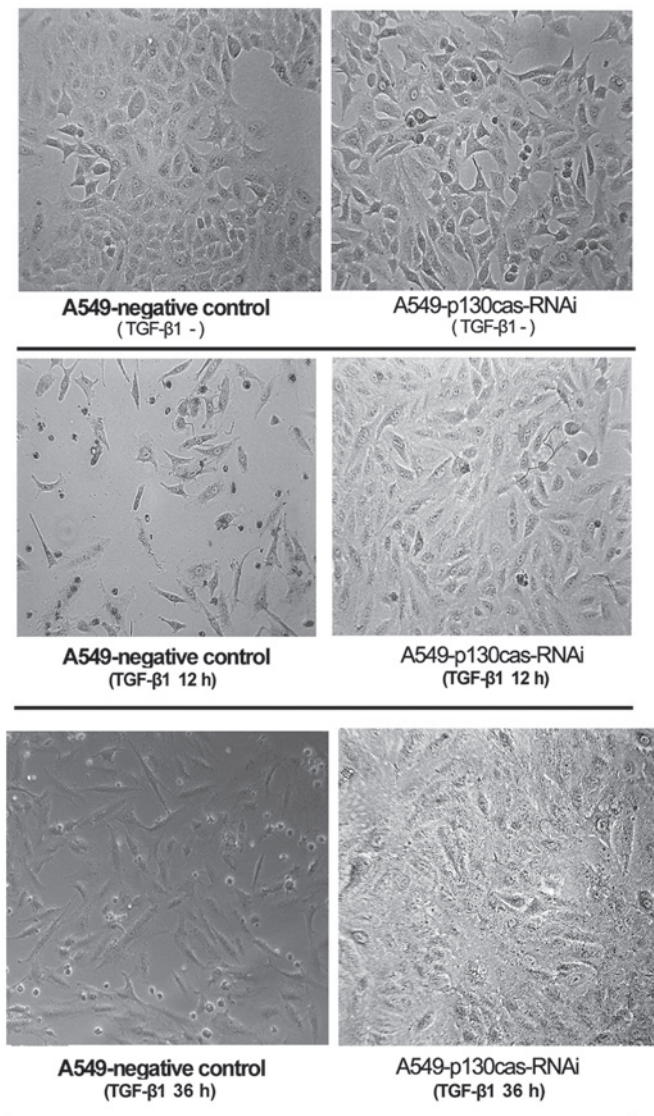 A549-negative control
A549-p130cas-RNAi
( TGF-β1 - )
( TGF-β1 - )
A549-negative control
A549-p130cas-RNAi
(TGF-β1 12 h)
(TGF-β1 12 h)
A549-negative control
A549-p130cas-RNAi
(TGF-β1 36 h)
(TGF-β1 36 h)